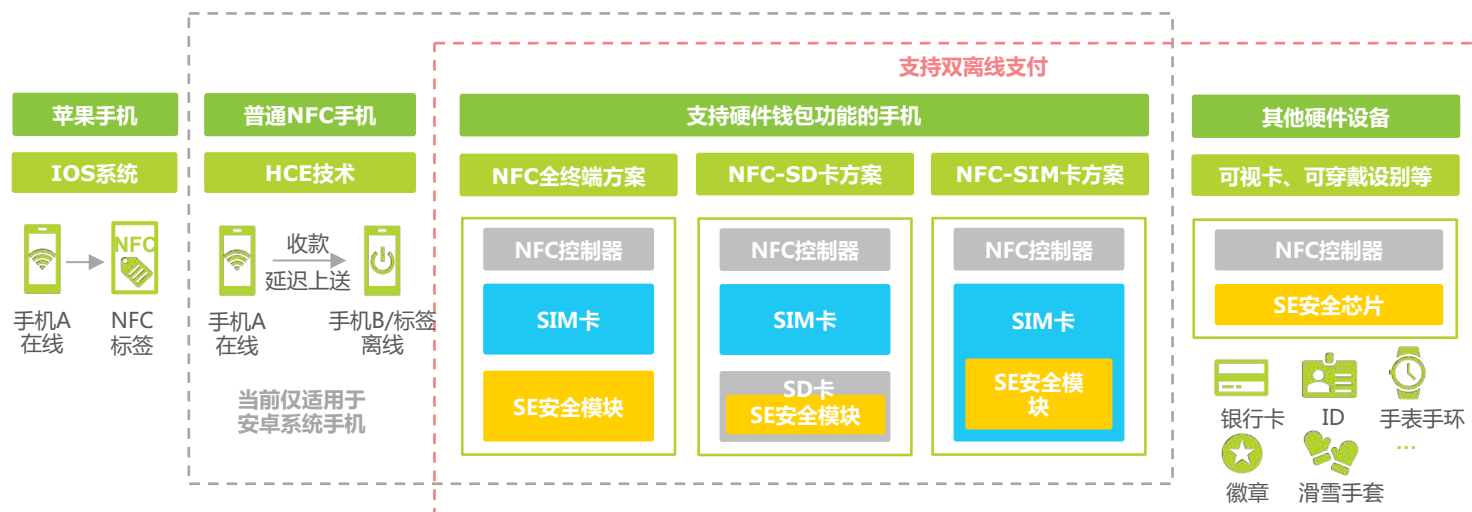 支持双离线支付
苹果手机
IOS系统
NFC
手机A
在线
NFC
标签
普通NFC手机
HCE技术
收款
延迟上送
手机A
在线
手机B/标签
离线
当前仅适用于
安卓系统手机
支持硬件钱包功能的手机
NFC全终端方案
NFC控制器
SIM卡
SE安全模块
NFC-SD卡方案
NFC控制器
SIM卡
SD卡
SE安全模块
NFC-SIM卡方案
NFC控制器
SIM卡
SE安全模
块
其他硬件设备
可视卡、可穿戴设别等
NFC控制器
SE安全芯片
银行卡
ID
手表手环
徽章
滑雪手套
...